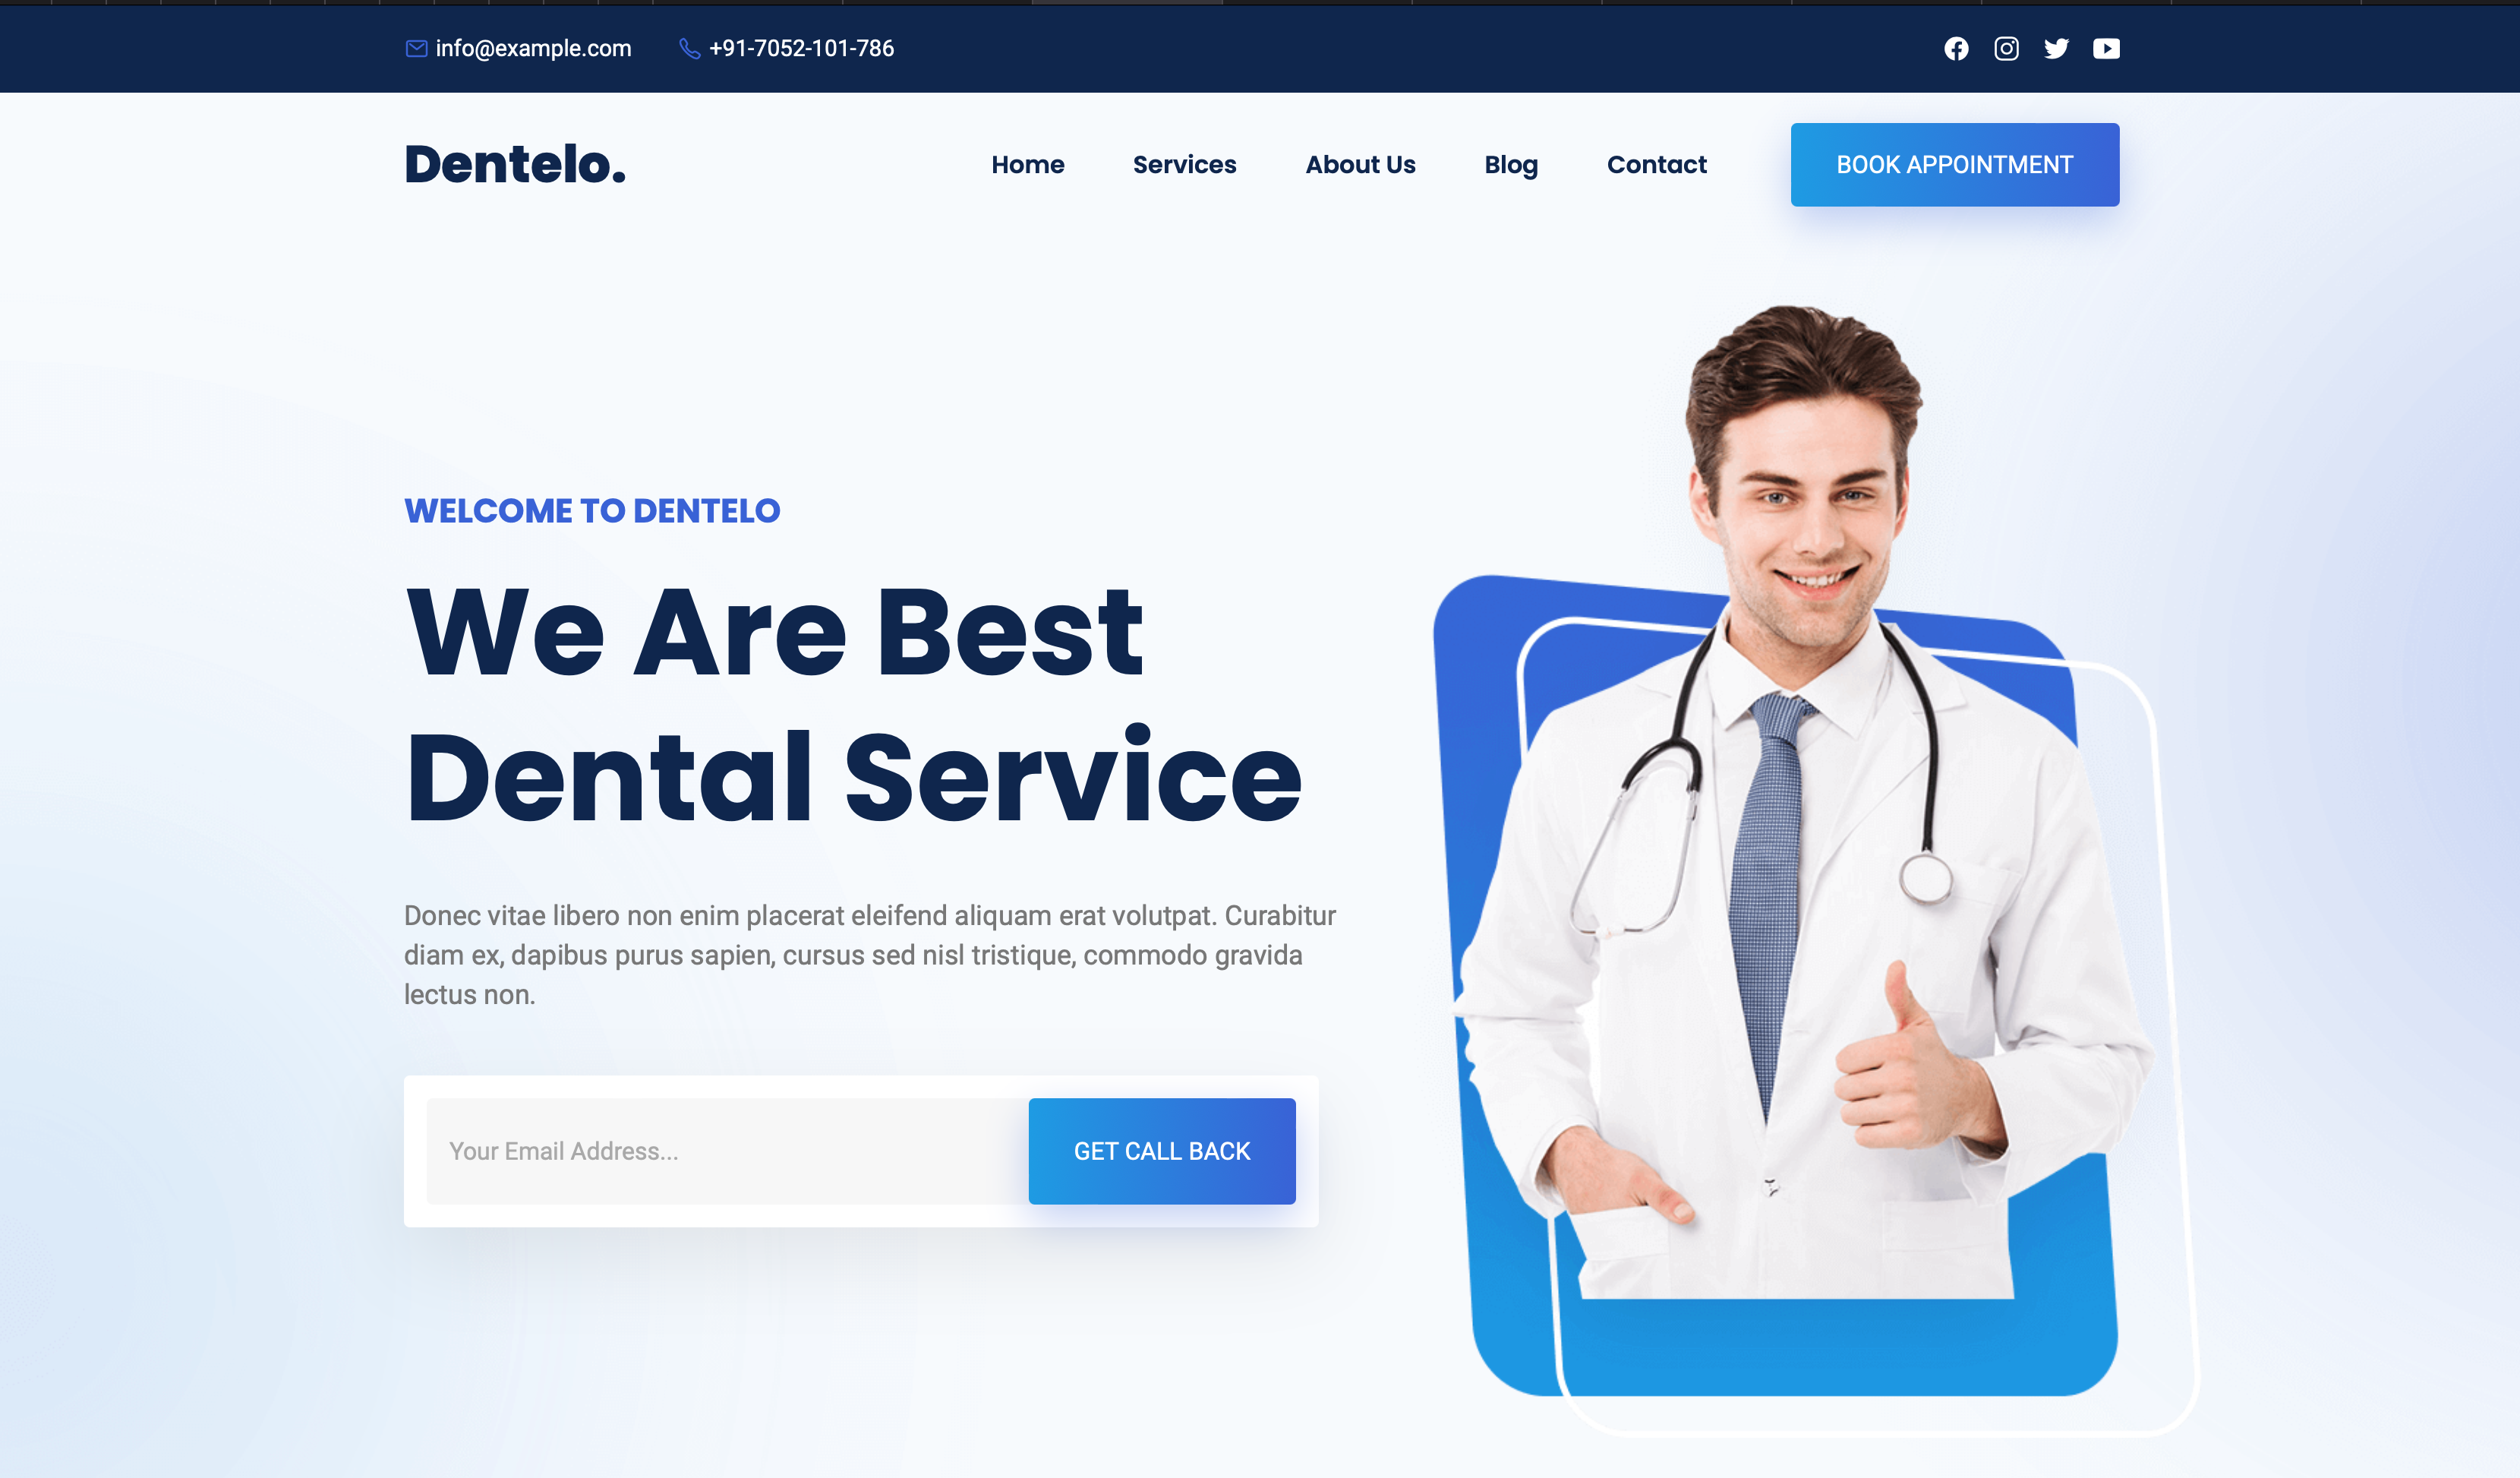 info@example.com +91-7052-101-786
Dentelo. Home Services About Us Blog Contact BOOK APPOINTMENT
WELCOME TO DENTELO
We Are Best
Dental Service
Donec vitae libero non enim placerat eleifend aliquam erat volutpat. Curabitur
diam ex, dapibus purus sapien, cursus sed nisl tristique, commodo gravida
lectus non.
Your Email Address... GET CALL BACK